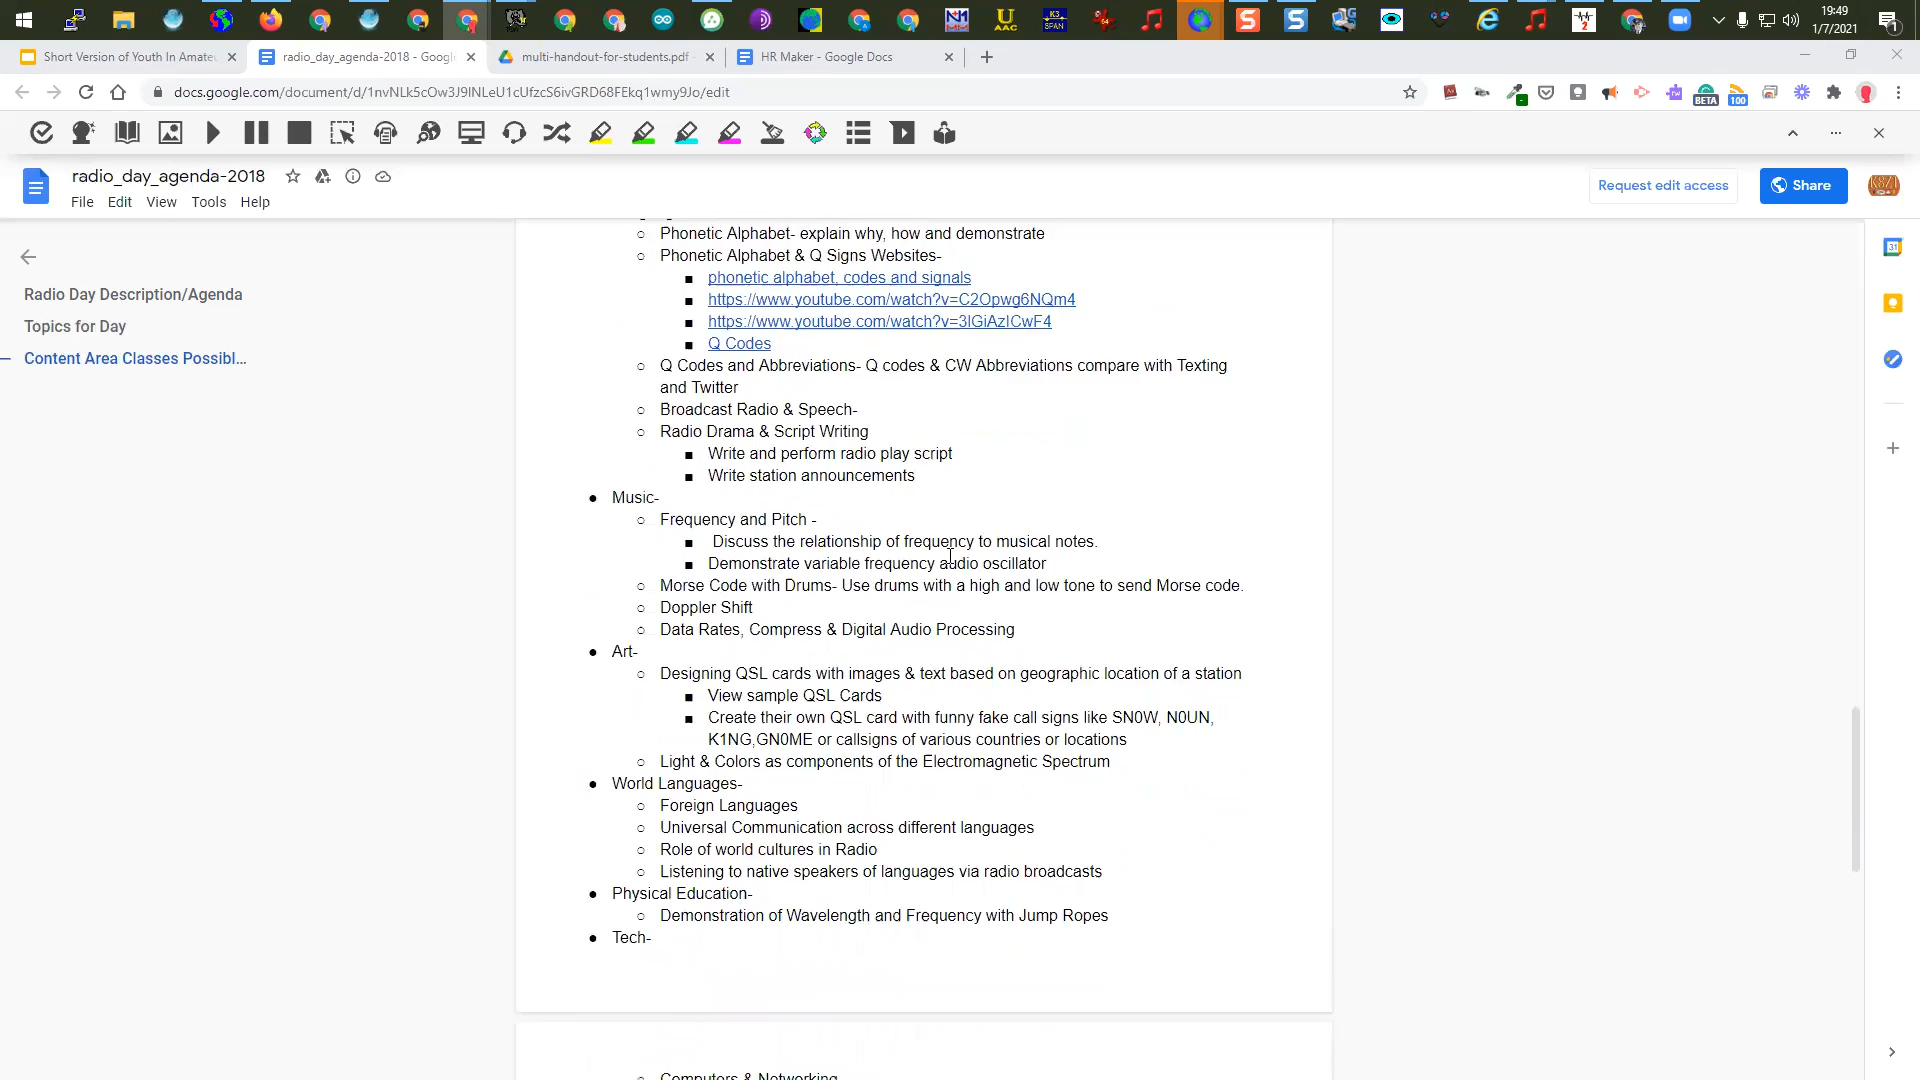 19:49
1/7/2021
Short Version of Youth In Amate
radio_day_agenda-2018 - Googl
multi-handout-for-students.pdf -
HR Maker - Google Docs
docs.google.com/document/d/1nvNLk5cOw3J9lNLeU1cUfzcS6ivGRD68FEkq1wmy9Jo/edit
BETA
100
radio_day_agenda-2018
Request edit access
Share
File Edit View Tools Help
Radio Day Description/Agenda
Topics for Day
Content Area Classes Possibl...
Phonetic Alphabet- explain why, how and demonstrate
Phonetic Alphabet & Q Signs Websites-
phonetic alphabet, codes and signals
https://www.youtube.com/watch?v=C2Opwg6NQm4
https://www.youtube.com/watch?v=3IGiAzICwF4
Q Codes
Q Codes and Abbreviations- Q codes & CW Abbreviations compare with Texting
and Twitter
Broadcast Radio & Speech-
Radio Drama & Script Writing
Write and perform radio play script
Write station announcements
Music-
Frequency and Pitch -
Discuss the relationship of frequency to musical notes.
Demonstrate variable frequency audio oscillator
Morse Code with Drums- Use drums with a high and low tone to send Morse code.
Doppler Shift
Data Rates, Compress & Digital Audio Processing
Art-
Designing QSL cards with images & text based on geographic location of a station
View sample QSL Cards
Create their own QSL card with funny fake call signs like SN0W, N0UN,
K1NG,GN0ME or callsigns of various countries or locations
Light & Colors as components of the Electromagnetic Spectrum
World Languages-
Foreign Languages
Universal Communication across different languages
Role of world cultures in Radio
Listening to native speakers of languages via radio broadcasts
Physical Education-
Demonstration of Wavelength and Frequency with Jump Ropes
Tech-
Computers & Networking